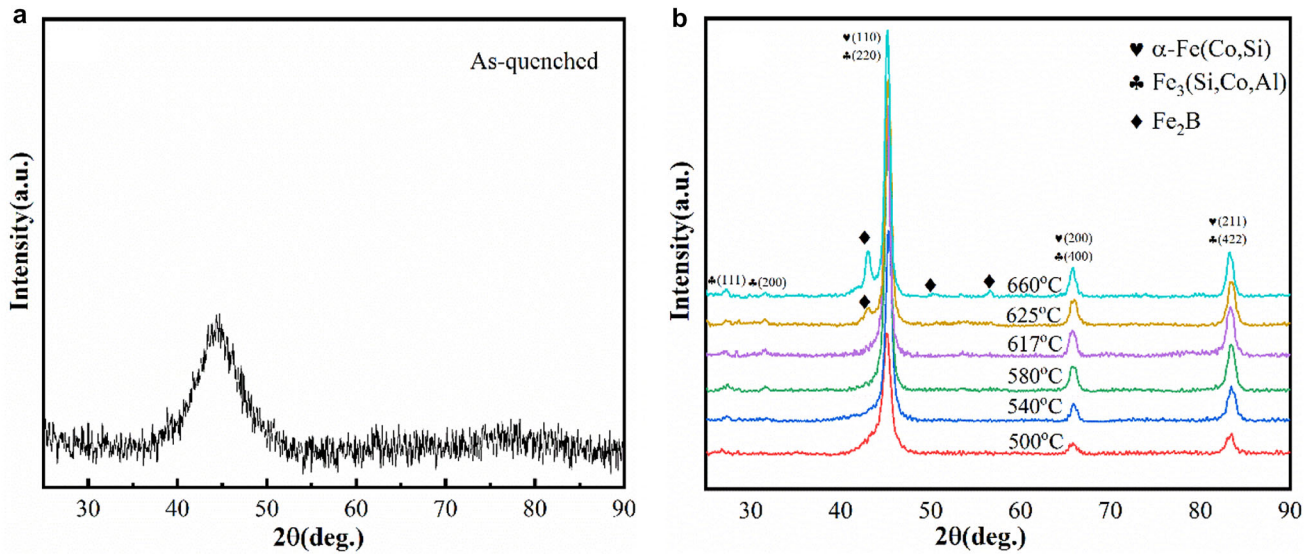 a
As-quenched
Intensity(a.u.)
30 40 50 60 70 80 90
2θ(deg.)
b
♥(110)
♣(220)
♥ α-Fe(Co,Si)
♣ Fe₃(Si,Co,Al)
♦ Fe₂B
♥(211)
♣(422)
♥(200)
♣(400)
♣(111) ♣(200)
660°C
625°C
617°C
580°C
540°C
500°C
Intensity(a.u.)
30 40 50 60 70 80 90
2θ(deg.)